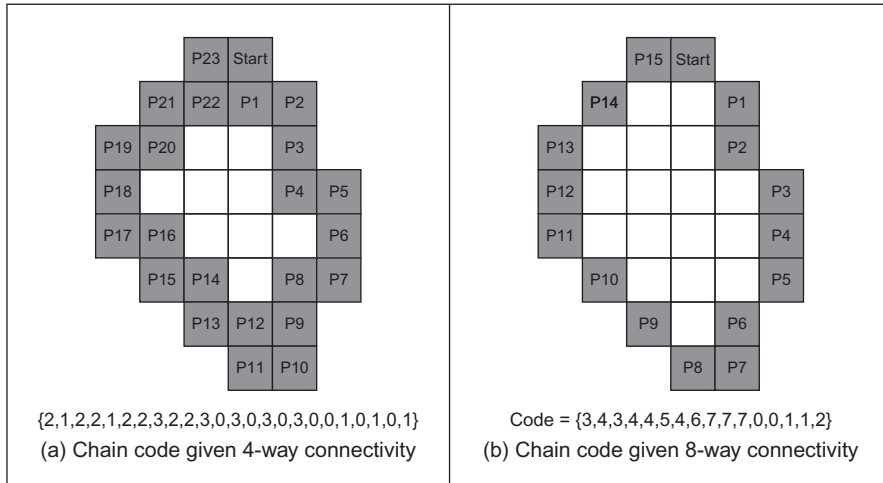 P23 Start
P21 P22 P1 P2
P19 P20 P3
P18 P4 P5
P17 P16 P6
P15 P14 P8 P7
P13 P12 P9
P11 P10
{2,1,2,2,1,2,2,3,2,2,3,0,3,0,3,0,3,0,0,1,0,1,0,1}
(a) Chain code given 4-way connectivity
P15 Start
P14 P1
P13 P2
P12 P3
P11 P4
P10 P5
P9 P6
P8 P7
Code = {3,4,3,4,4,5,4,6,7,7,7,0,0,1,1,2}
(b) Chain code given 8-way connectivity